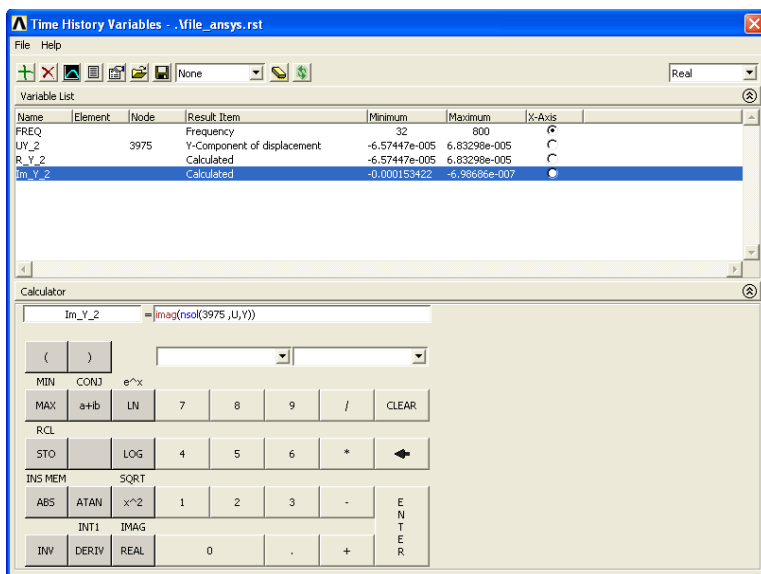 Time History Variables - .\file_ansys.rst
File Help
None Real
Variable List
Name Element Node Result Item Minimum Maximum X-Axis
FREQ Frequency 32 800
UY_2 3975 Y-Component of displacement -6.57447e-005 6.83298e-005
R_Y_2 Calculated -6.57447e-005 6.83298e-005
Im_Y_2 Calculated -0.000153422 -6.98686e-007
Calculator
Im_Y_2 = imag(nsol(3975 ,U,Y))
( )
MIN CONJ e^x
MAX a+ib LN 7 8 9 / CLEAR
RCL
STO LOG 4 5 6 *
INS MEM SQRT
ABS ATAN x^2 1 2 3 - ENTER
INT1 IMAG
INV DERIV REAL 0 . +